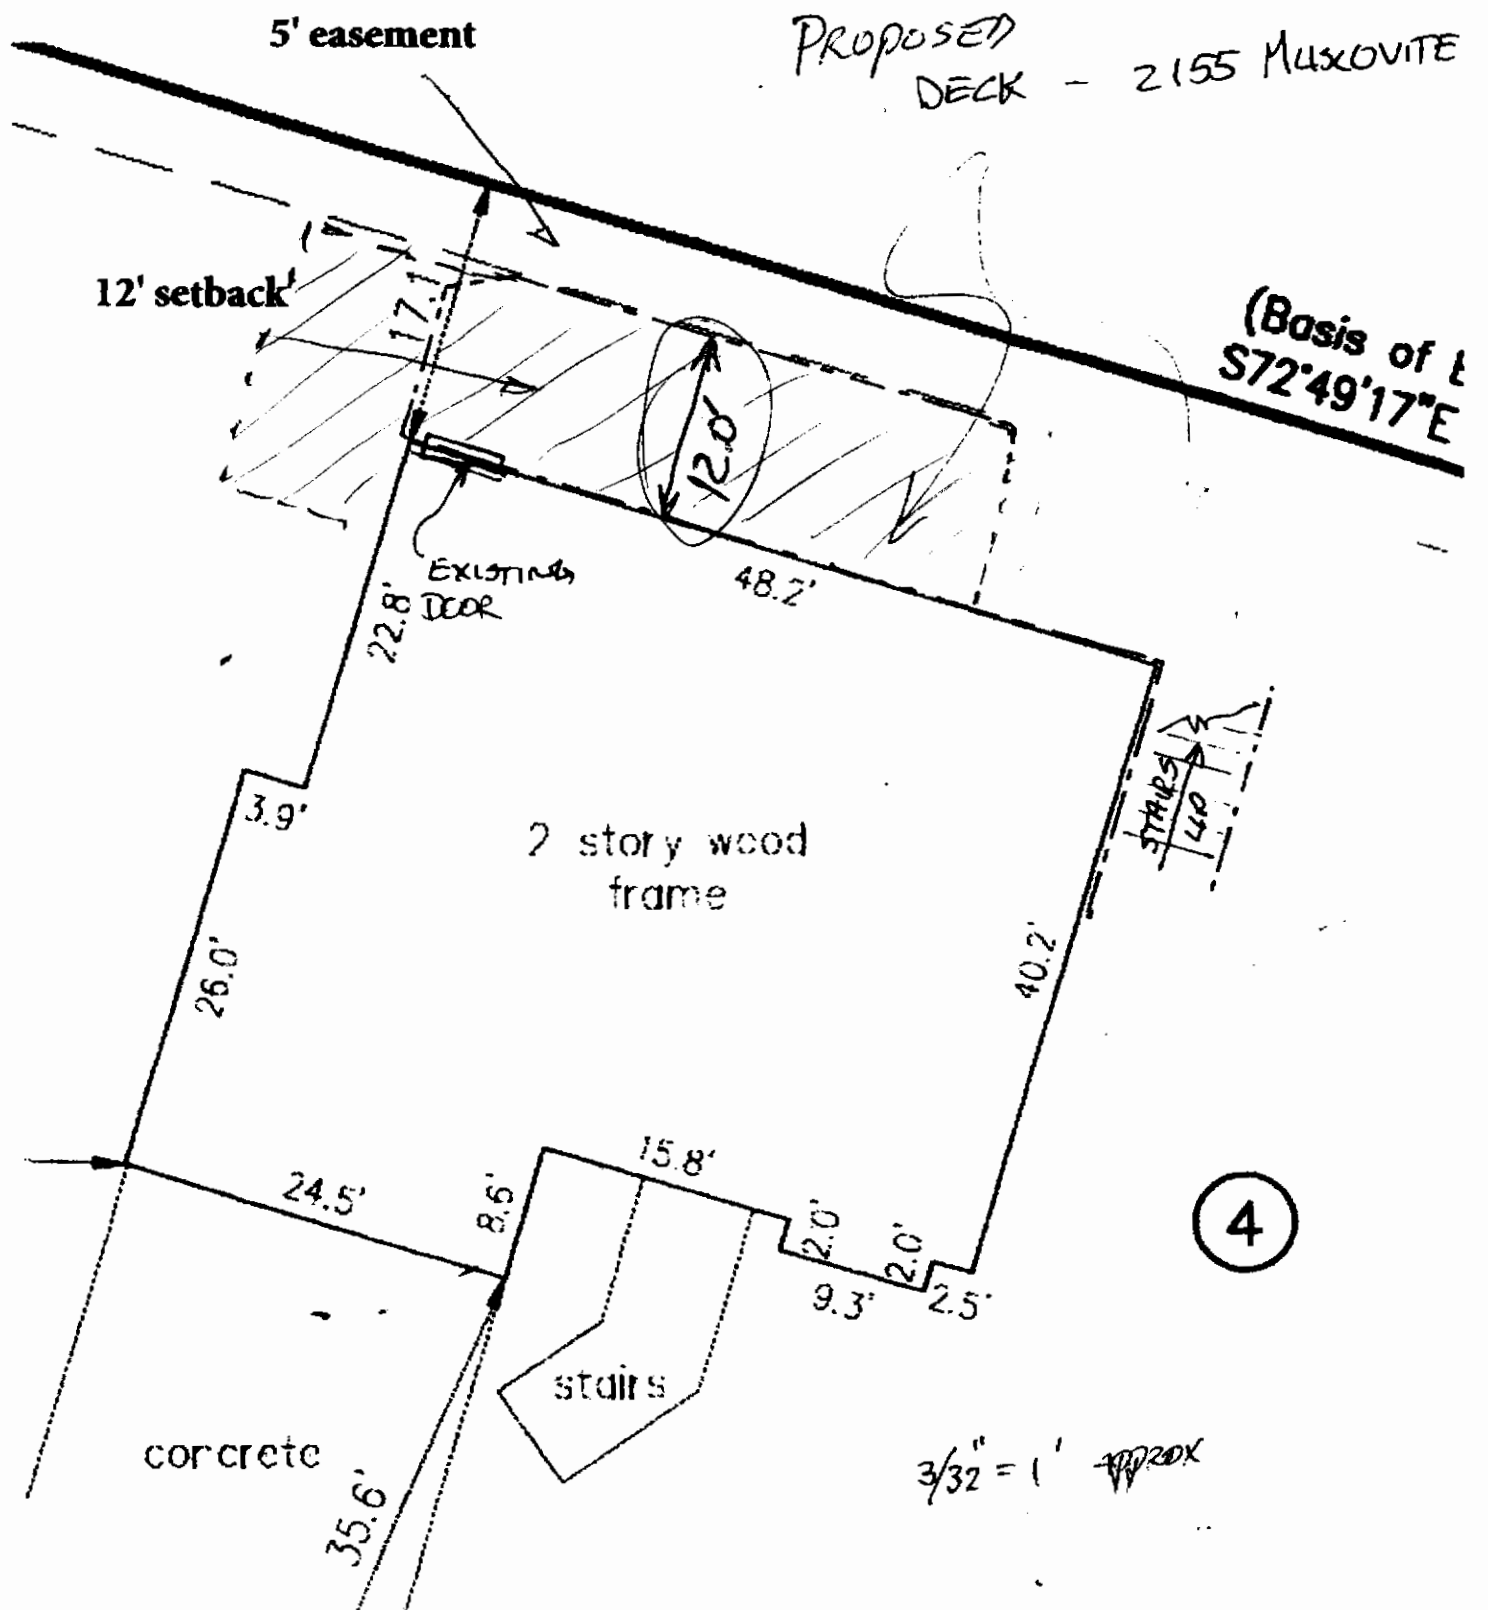 5' easement
PROPOSED
DECK - 2155 MUSCOVITE
12' setback'
17.1
(Basis of
S72°49'17"E
12.0'
EXISTING
DOOR
48.2'
22.8'
3.9'
STAIRS
UP
2 story wood
frame
26.0'
40.2'
24.5'
8.6'
15.8'
2.0'
2.0'
9.3'
2.5'
4
stairs
corcrete
35.6'
3/32" = 1' APPROX